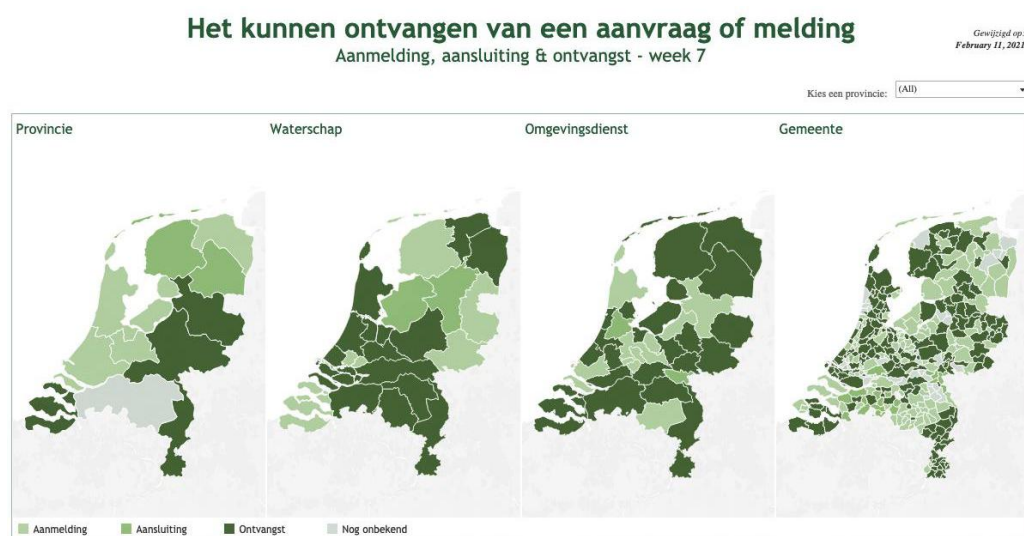 Het kunnen ontvangen van een aanvraag of melding
Aanmelding, aansluiting & ontvangst - week 7
Gewijzigd op:
February 11, 2021
Kies een provincie: (All)
Provincie
Waterschap
Omgevingsdienst
Gemeente
Aanmelding
Aansluiting
Ontvangst
Nog onbekend